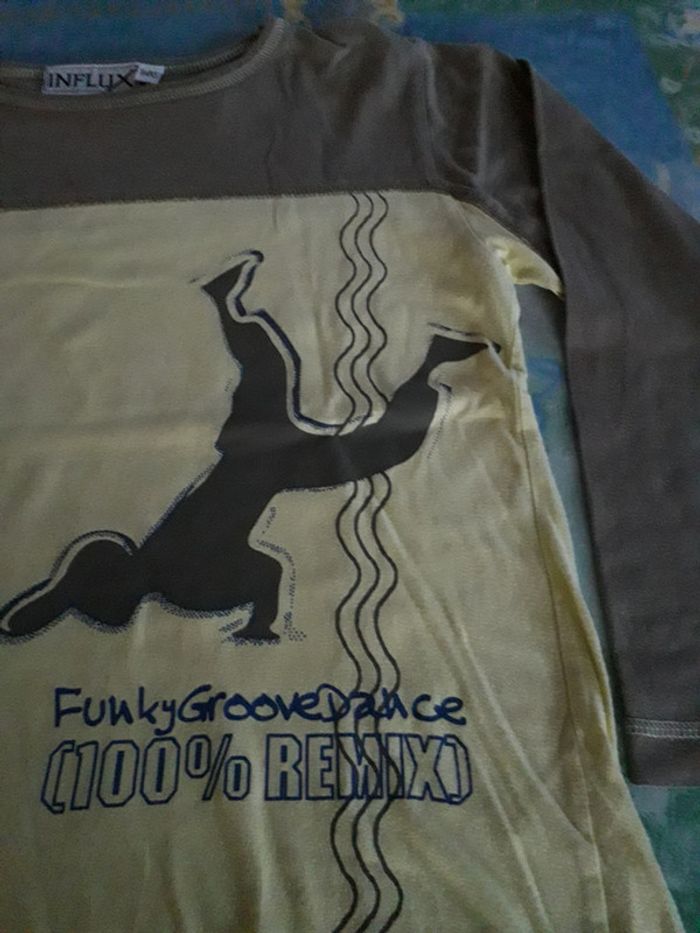 INFLUX
FunkyGrooveDance
(100% REMIX)